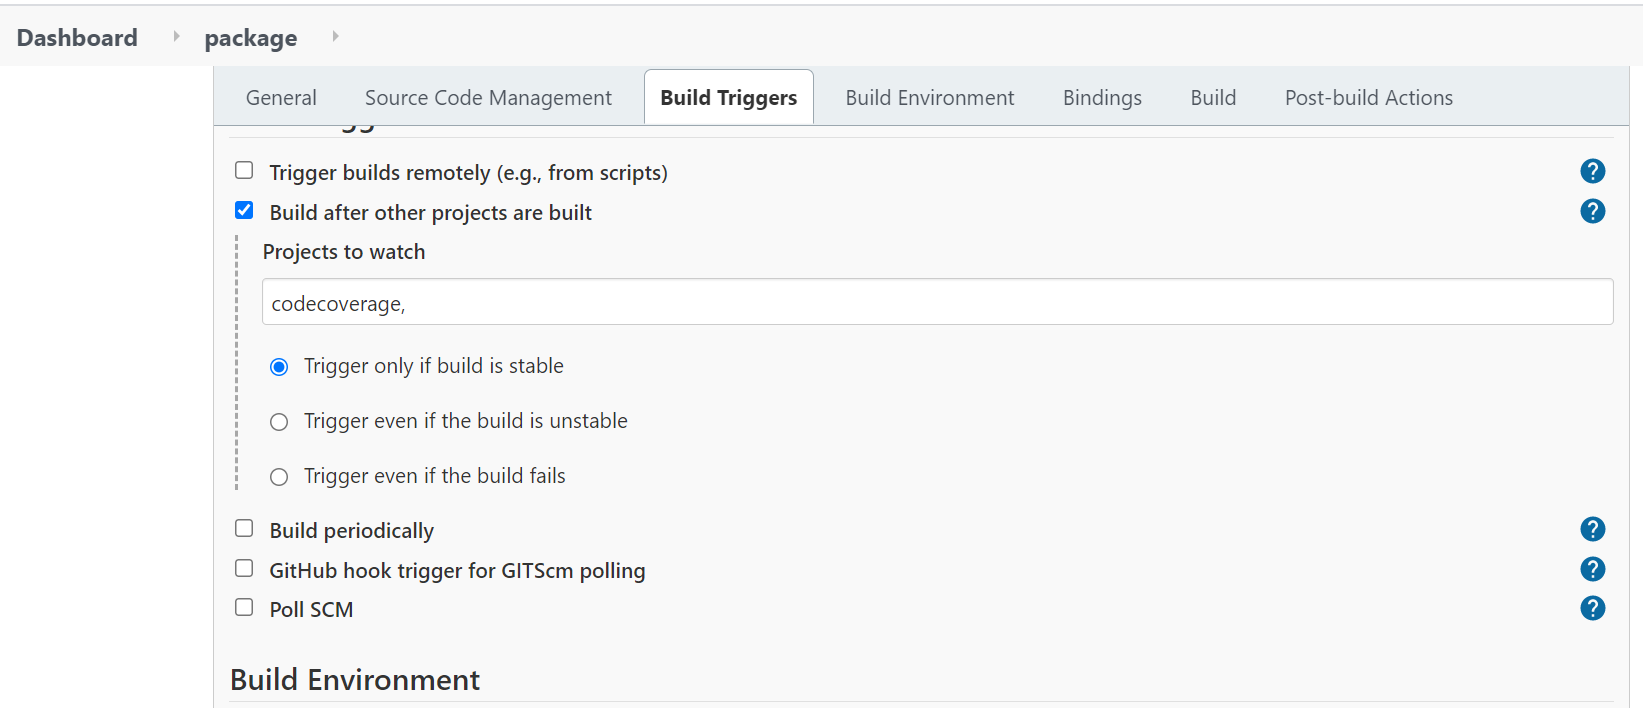 Dashboard package
General Source Code Management Build Triggers Build Environment Bindings Build Post-build Actions
Trigger builds remotely (e.g., from scripts) ?
Build after other projects are built ?
Projects to watch
codecoverage,
Trigger only if build is stable
Trigger even if the build is unstable
Trigger even if the build fails
Build periodically ?
GitHub hook trigger for GITScm polling ?
Poll SCM ?
Build Environment